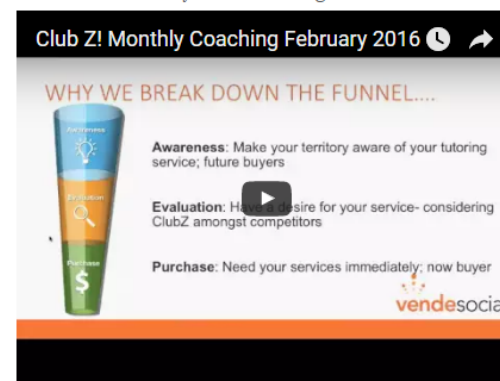 Club Z! Monthly Coaching February 2016
WHY WE BREAK DOWN THE FUNNEL....
Awareness
Awareness: Make your territory aware of your tutoring
service; future buyers
Evaluation
Evaluation: Have a desire for your service- considering
ClubZ amongst competitors
Purchase
$
Purchase: Need your services immediately; now buyer
vendesocia